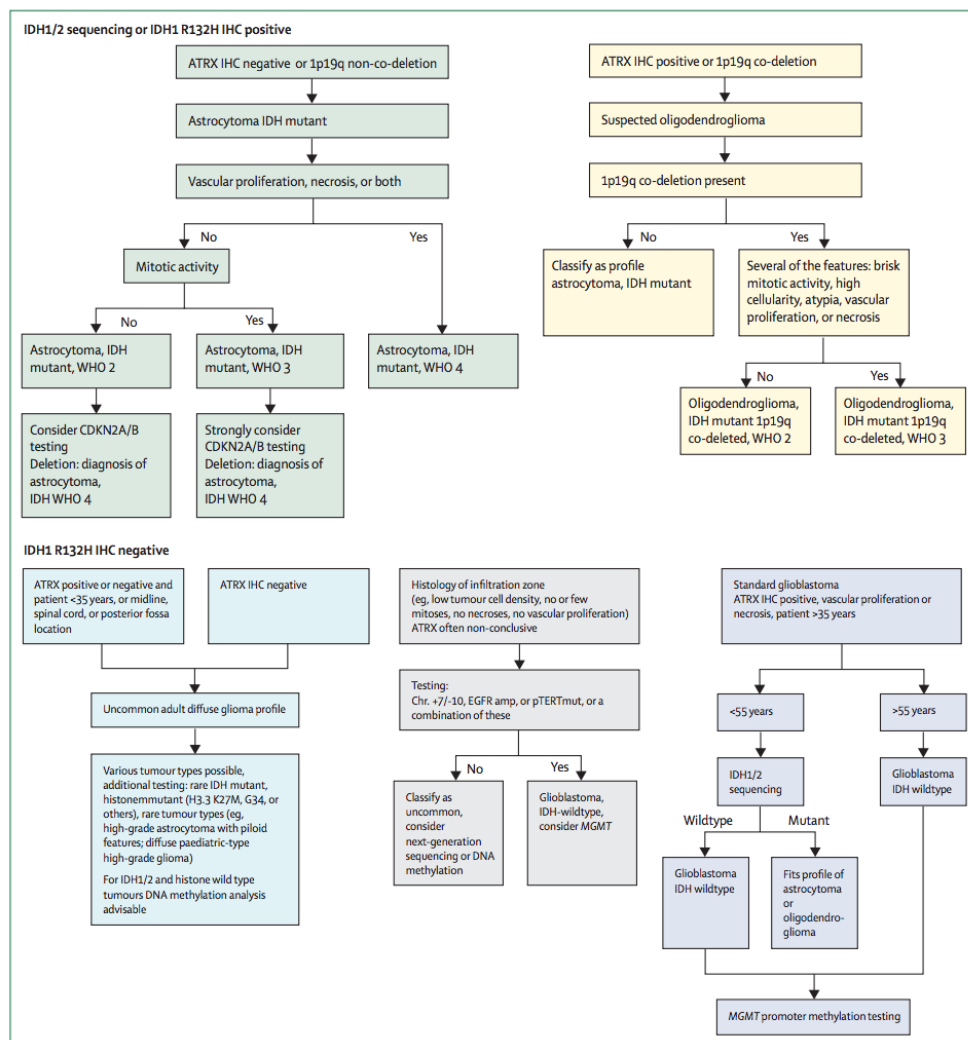 IDH1/2 sequencing or IDH1 R132H IHC positive
ATRX IHC negative or 1p19q non-co-deletion
Astrocytoma IDH mutant
Vascular proliferation, necrosis, or both
No
Yes
Mitotic activity
No
Yes
Astrocytoma, IDH
mutant, WHO 2
Astrocytoma, IDH
mutant, WHO 3
Astrocytoma, IDH
mutant, WHO 4
Consider CDKN2A/B
testing
Deletion: diagnosis of
astrocytoma,
IDH WHO 4
Strongly consider
CDKN2A/B testing
Deletion: diagnosis of
astrocytoma,
IDH WHO 4
ATRX IHC positive or 1p19q co-deletion
Suspected oligodendroglioma
1p19q co-deletion present
No
Yes
Classify as profile
astrocytoma, IDH mutant
Several of the features: brisk
mitotic activity, high
cellularity, atypia, vascular
proliferation, or necrosis
No
Yes
Oligodendroglioma,
IDH mutant 1p19q
co-deleted, WHO 2
Oligodendroglioma,
IDH mutant 1p19q
co-deleted, WHO 3
IDH1 R132H IHC negative
ATRX positive or negative and
patient <35 years, or midline,
spinal cord, or posterior fossa
location
ATRX IHC negative
Uncommon adult diffuse glioma profile
Various tumour types possible,
additional testing: rare IDH mutant,
histonemmutant (H3.3 K27M, G34, or
others), rare tumour types (eg,
high-grade astrocytoma with piloid
features; diffuse paediatric-type
high-grade glioma)
For IDH1/2 and histone wild type
tumours DNA methylation analysis
advisable
Histology of infiltration zone
(eg, low tumour cell density, no or few
mitoses, no necroses, no vascular proliferation)
ATRX often non-conclusive
Testing:
Chr. +7/-10, EGFR amp, or pTERTmut, or a
combination of these
No
Yes
Classify as
uncommon,
consider
next-generation
sequencing or DNA
methylation
Glioblastoma,
IDH-wildtype,
consider MGMT
Standard glioblastoma
ATRX IHC positive, vascular proliferation or
necrosis, patient >35 years
<55 years
>55 years
IDH1/2
sequencing
Glioblastoma
IDH wildtype
Wildtype
Mutant
Glioblastoma
IDH wildtype
Fits profile of
astrocytoma
or
oligodendro-
glioma
MGMT promoter methylation testing